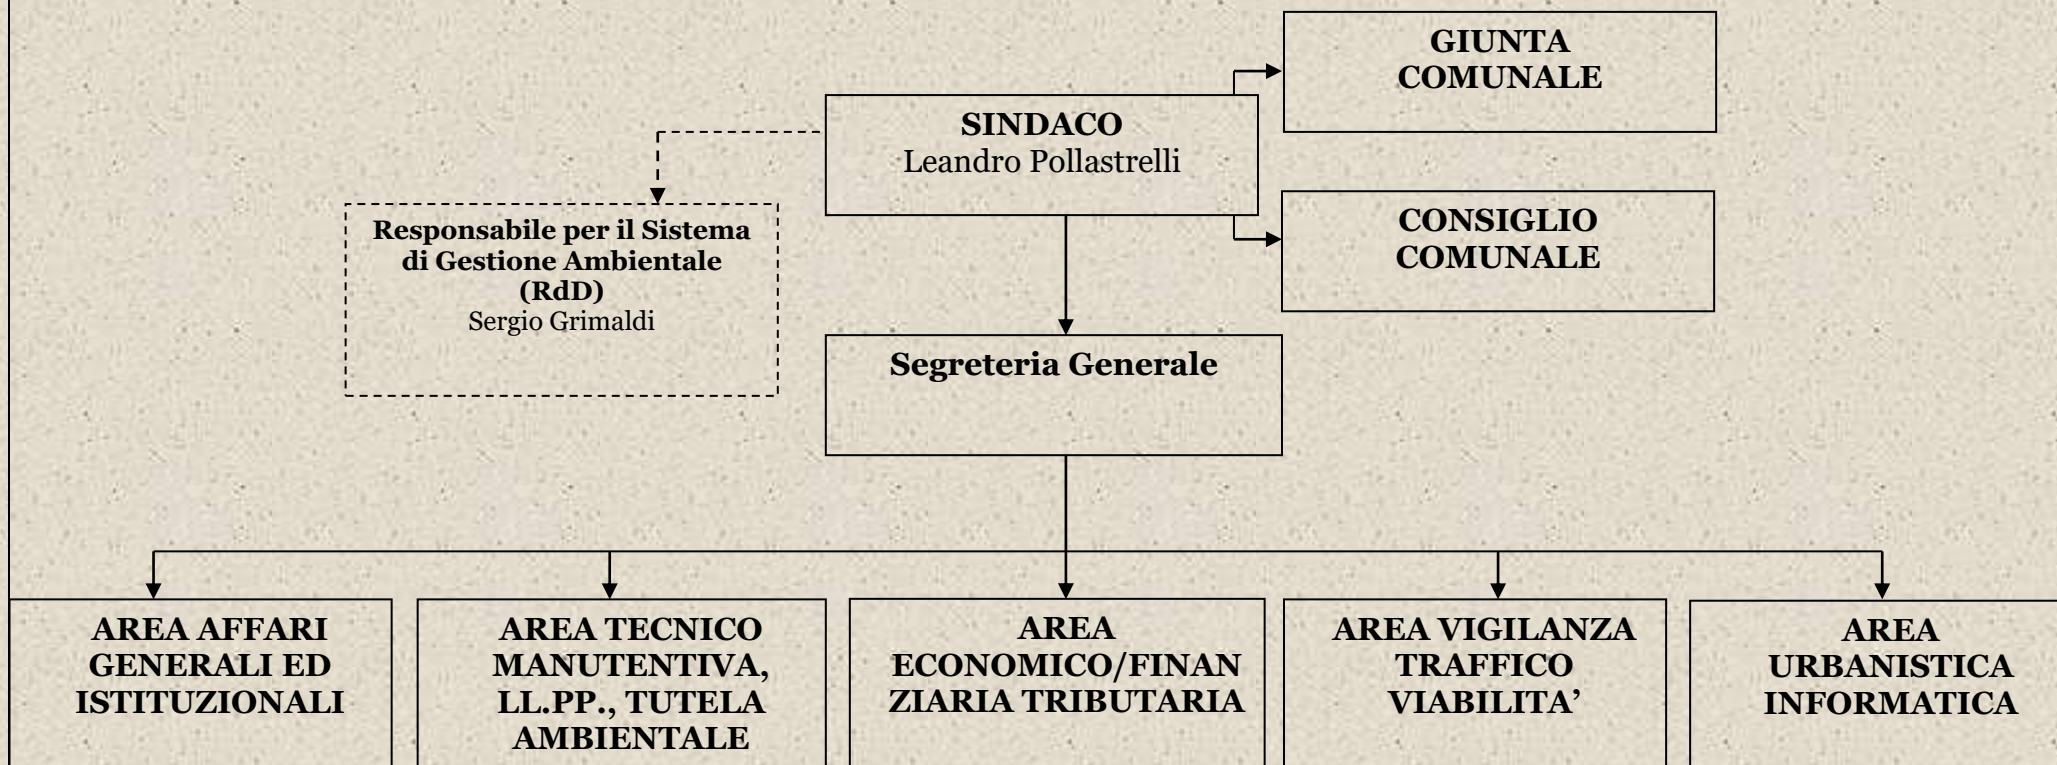 GIUNTA
COMUNALE
SINDACO
Leandro Pollastrelli
CONSIGLIO
COMUNALE
Responsabile per il Sistema
di Gestione Ambientale
(RdD)
Sergio Grimaldi
Segreteria Generale
AREA AFFARI
GENERALI ED
ISTITUZIONALI
AREA TECNICO
MANUTENTIVA,
LL.PP., TUTELA
AMBIENTALE
AREA
ECONOMICO/FINAN
ZIARIA TRIBUTARIA
AREA VIGILANZA
TRAFFICO
VIABILITA’
AREA
URBANISTICA
INFORMATICA